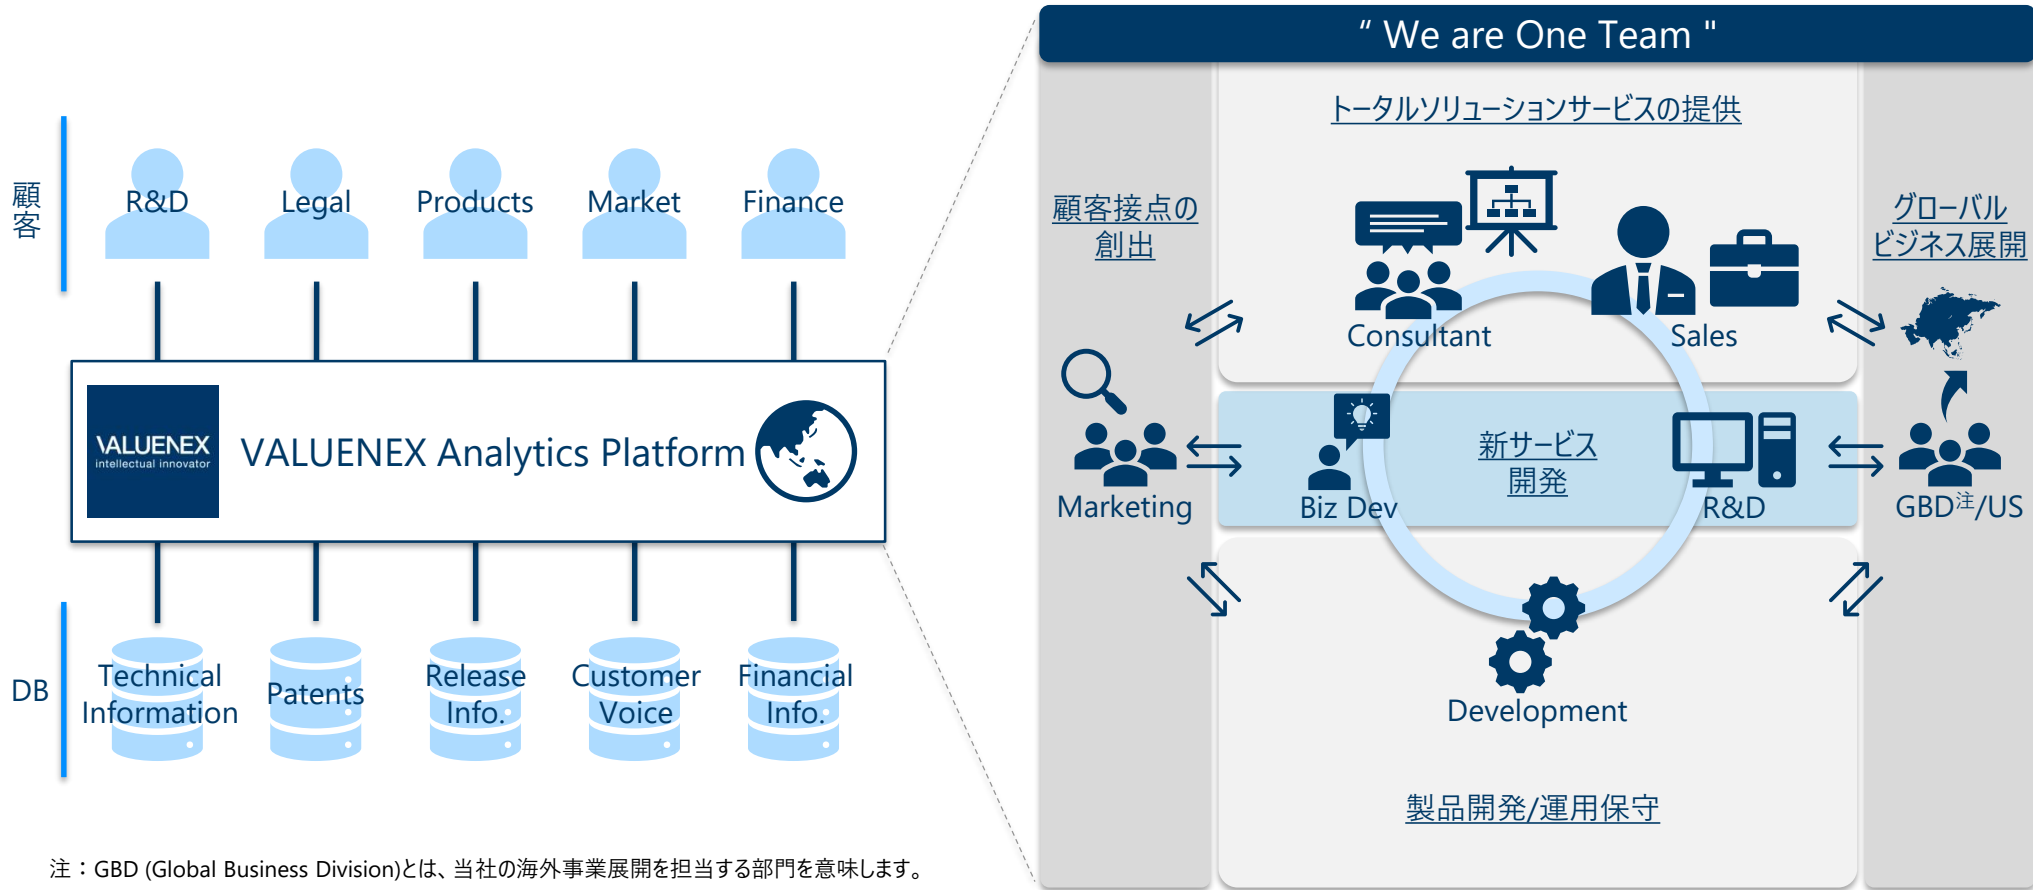 “ We are One Team "
トータルソリューションサービスの提供
顧客
R&D
Legal
Products
Market
Finance
顧客接点の
創出
グローバル
ビジネス展開
Consultant
Sales
VALUENEX
intellectual innovator
VALUENEX Analytics Platform
新サービス
開発
Marketing
Biz Dev
R&D
GBD注/US
DB
Technical
Information
Patents
Release
Info.
Customer
Voice
Financial
Info.
Development
製品開発/運用保守
注：GBD (Global Business Division)とは、当社の海外事業展開を担当する部門を意味します。